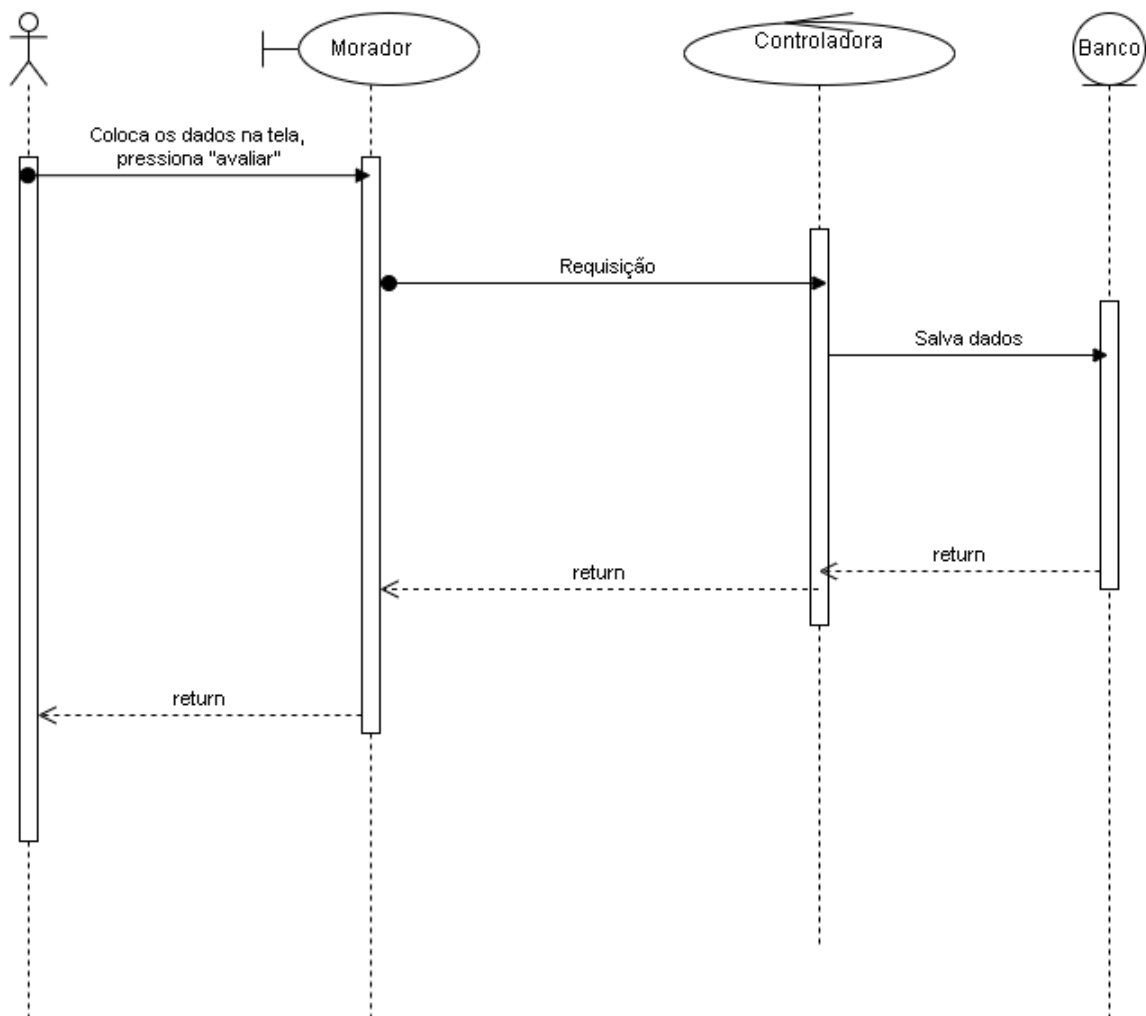 Morador
Controladora
Banco
Coloca os dados na tela,
pressiona "avaliar"
Requisição
Salva dados
return
return
return